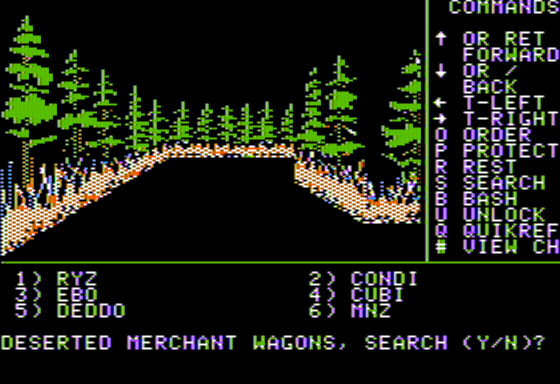 COMMANDS
↑ OR RET
FORWARD
↓ OR /
BACK
← T-LEFT
→ T-RIGHT
O ORDER
P PROTECT
R REST
S SEARCH
B BASH
U UNLOCK
Q QUIKREF
# VIEW CH
1) RYZ 2) CONDI
3) EBO 4) CUBI
5) DEDDO 6) MNZ
DESERTED MERCHANT WAGONS, SEARCH (Y/N)?